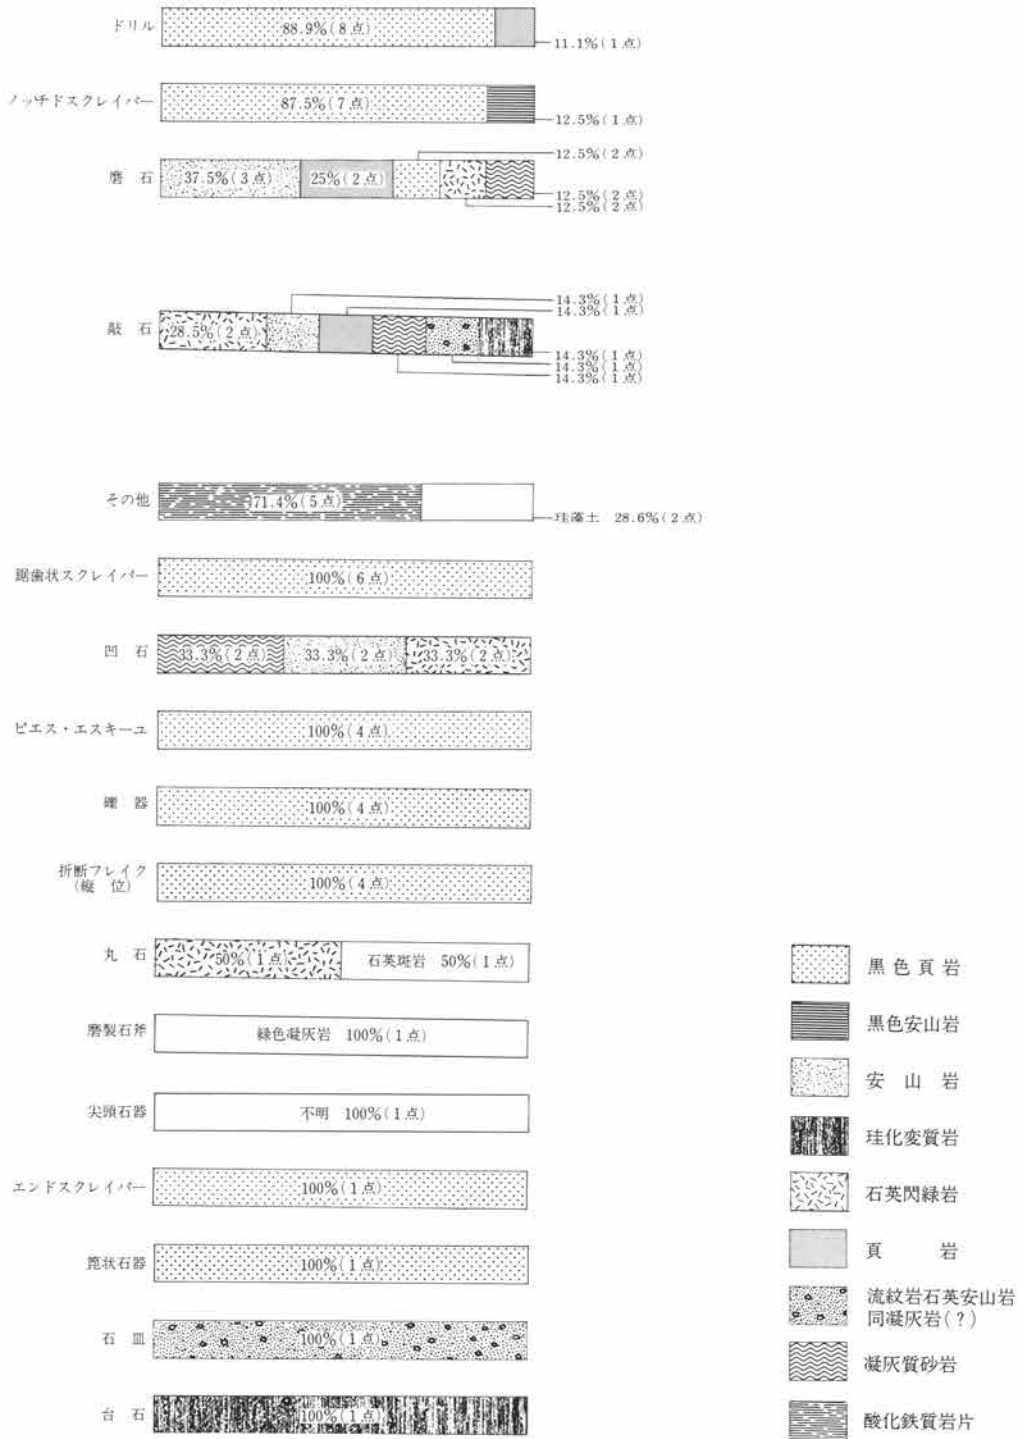 ドリル
88.9%(8点)
11.1%(1点)
ノッチドスクレイパー
87.5%(7点)
12.5%(1点)
磨石
37.5%(3点)
25%(2点)
12.5%(2点)
12.5%(2点)
12.5%(2点)
敲石
28.5%(2点)
14.3%(1点)
14.3%(1点)
14.3%(1点)
14.3%(1点)
14.3%(1点)
その他
71.4%(5点)
珪藻土 28.6%(2点)
鋸歯状スクレイパー
100%(6点)
凹石
33.3%(2点)
33.3%(2点)
33.3%(2点)
ピエス・エスキーユ
100%(4点)
礫器
100%(4点)
折断フレイク
(縦位)
100%(4点)
丸石
50%(1点)
石英斑岩 50%(1点)
磨製石斧
緑色凝灰岩 100%(1点)
尖頭石器
不明 100%(1点)
エンドスクレイパー
100%(1点)
箆状石器
100%(1点)
石皿
100%(1点)
台石
100%(1点)
黒色頁岩
黒色安山岩
安山岩
珪化変質岩
石英閃緑岩
頁岩
流紋岩石英安山岩
同凝灰岩(?)
凝灰質砂岩
酸化鉄質岩片